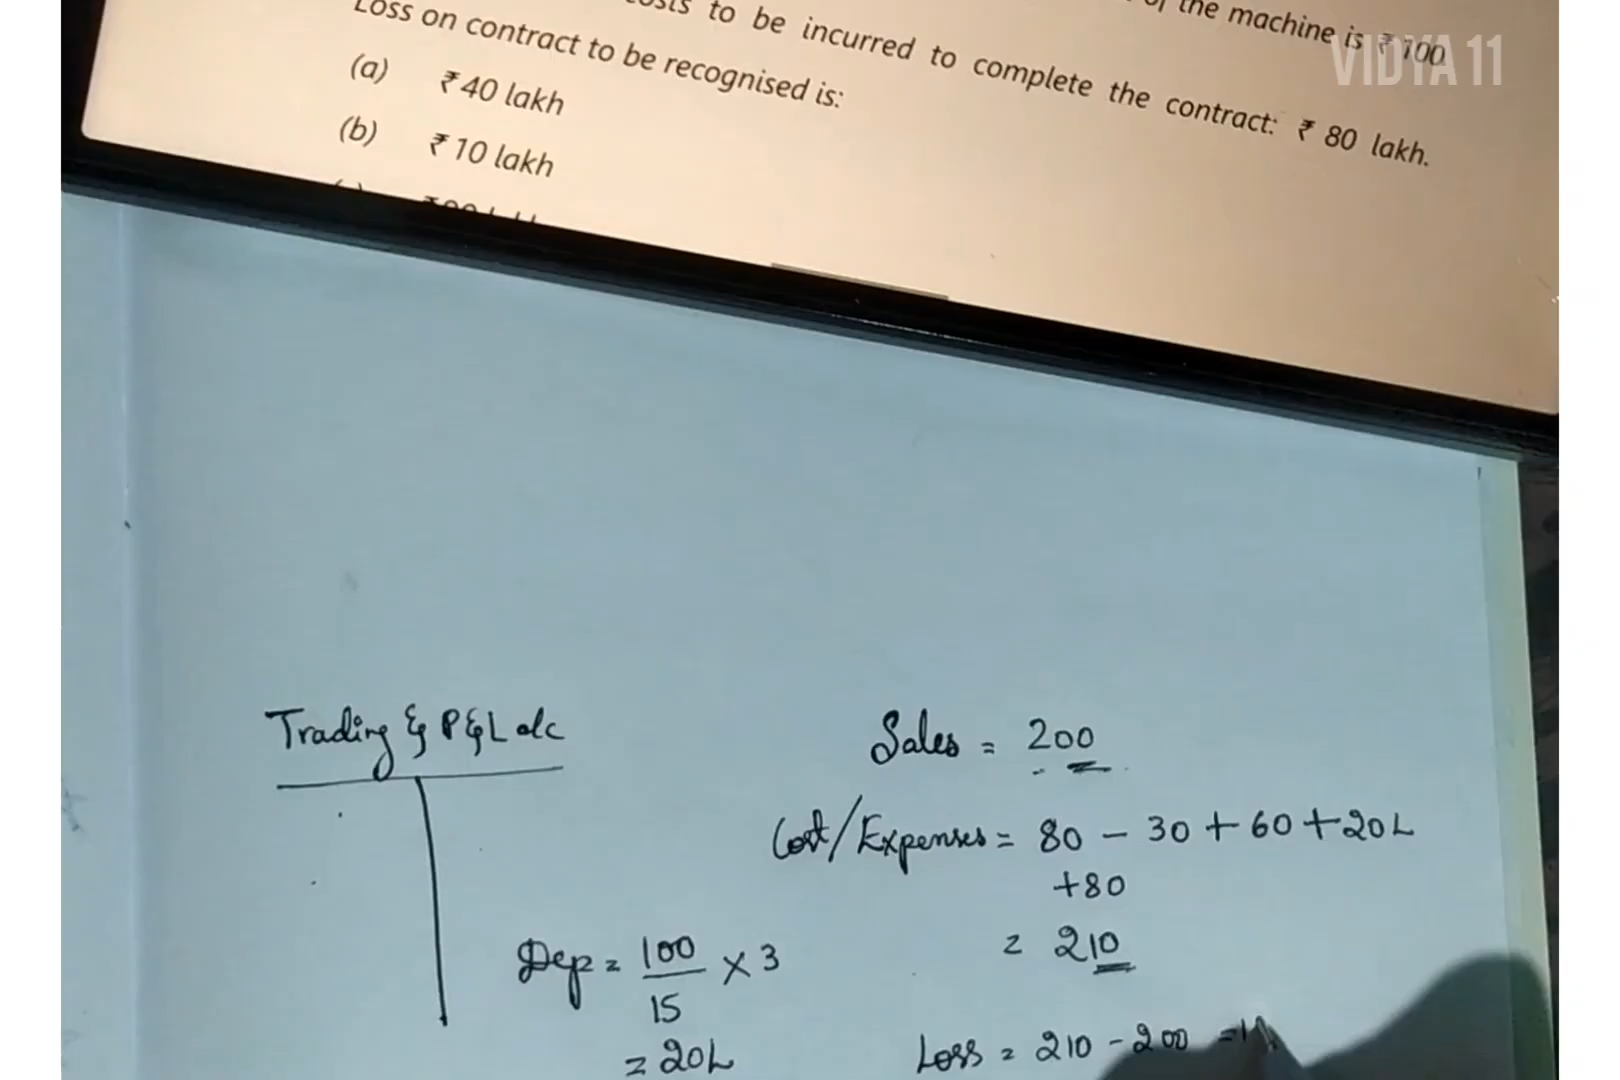 the machine is ₹ 100
VIDYA 11
to be incurred to complete the contract: ₹ 80 lakh.
Loss on contract to be recognised is:
(a) ₹ 40 lakh
(b) ₹ 10 lakh
Trading & P&L a/c
Sales = 200
Cost/Expenses = 80 - 30 + 60 + 20L
+80
= 210
Dep = 100/15 × 3
= 20L
Loss = 210 - 200